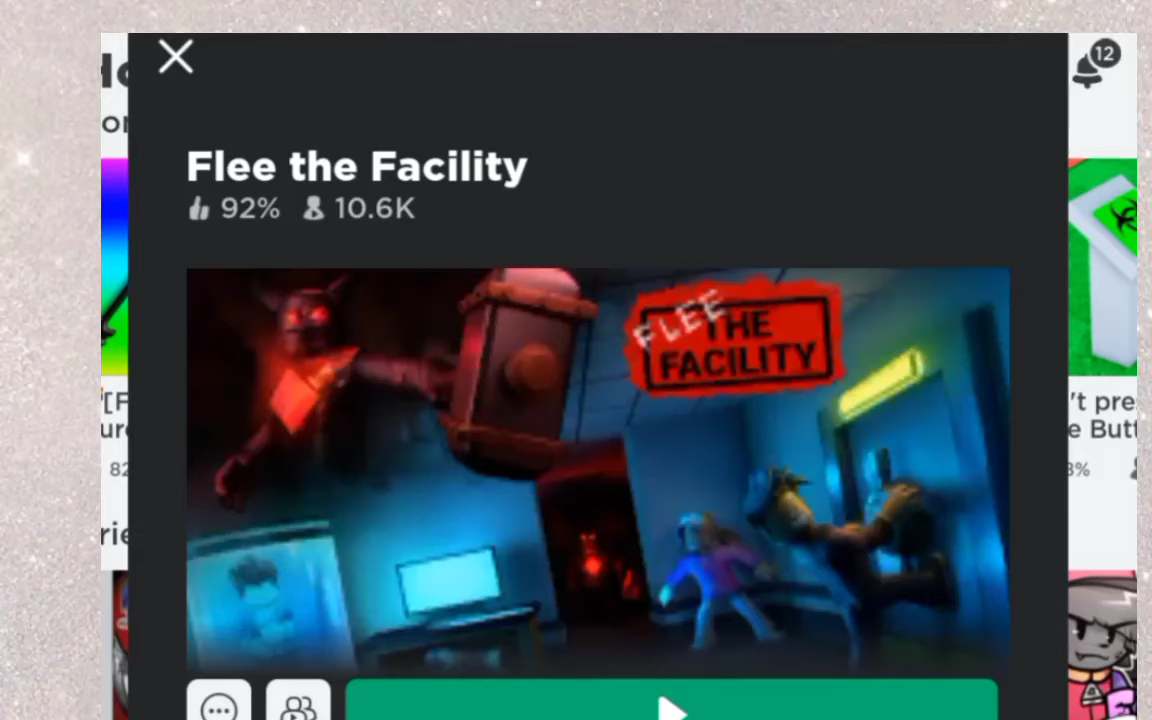 12
Flee the Facility
92% 10.6K
FLEE
THE
FACILITY
[F
't pre
e Butt
82
3%